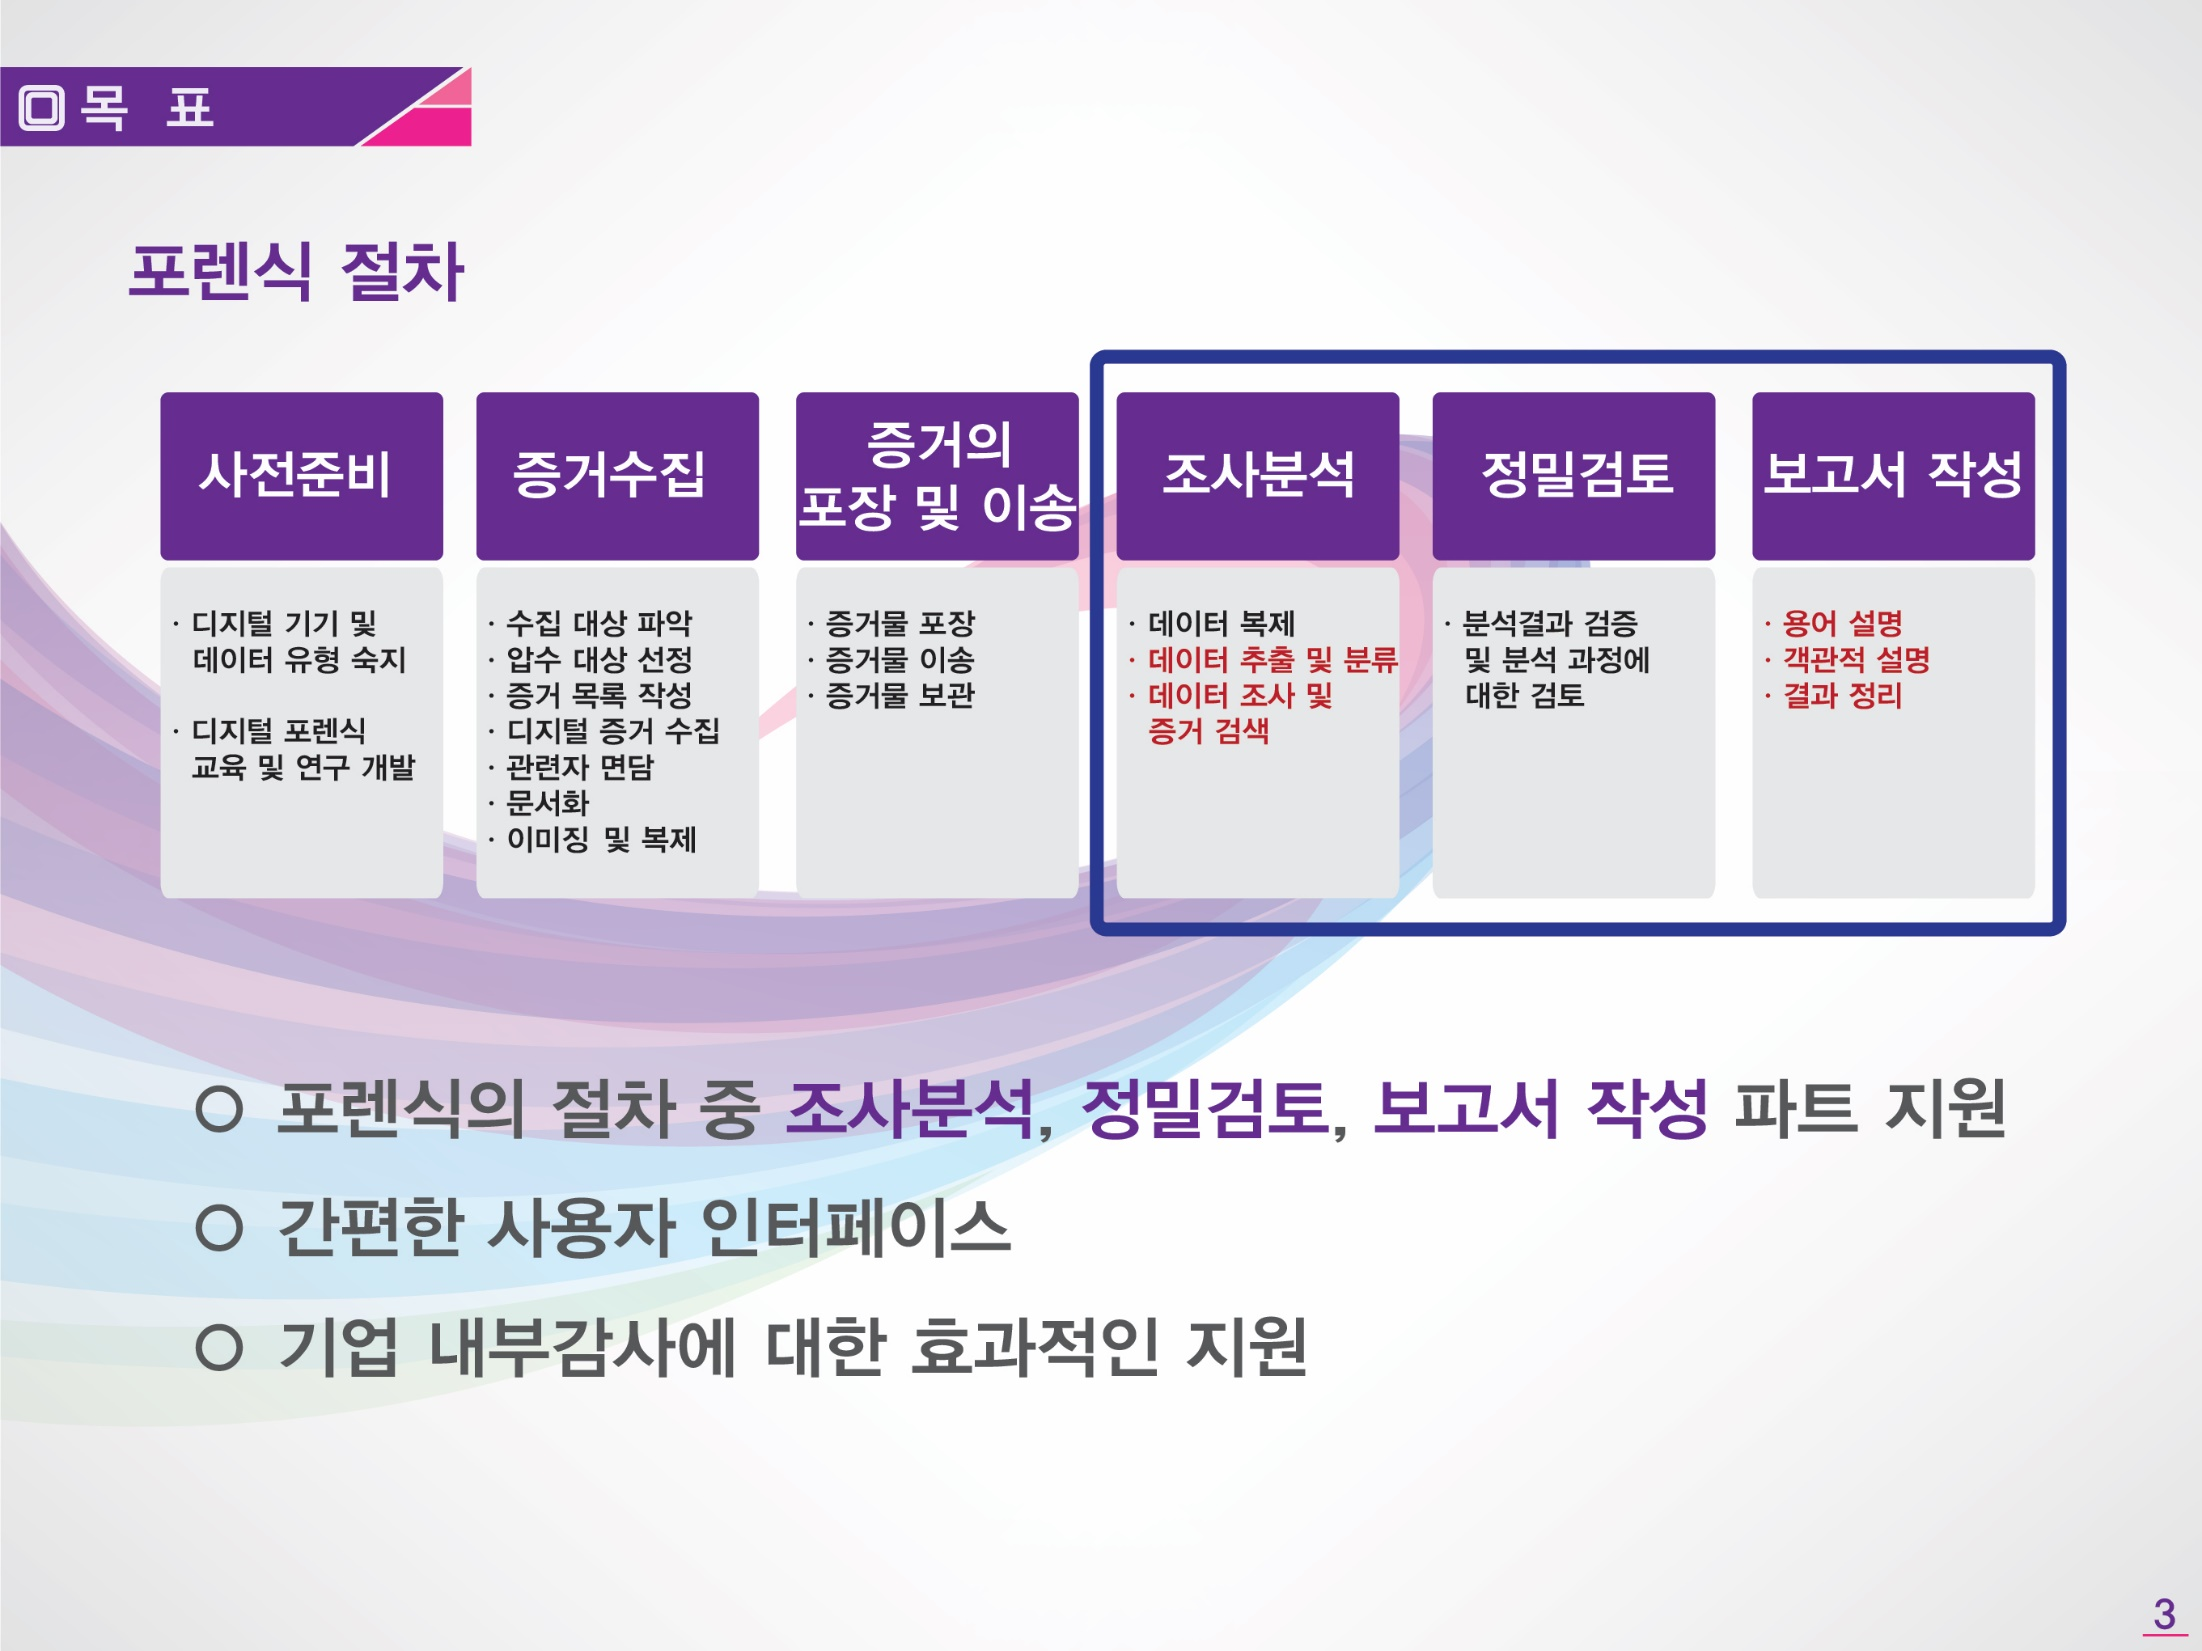 목 표
포렌식 절차
사전준비
· 디지털 기기 및
데이터 유형 숙지
· 디지털 포렌식
교육 및 연구 개발
증거수집
· 수집 대상 파악
· 압수 대상 선정
· 증거 목록 작성
· 디지털 증거 수집
· 관련자 면담
· 문서화
· 이미징 및 복제
증거의
포장 및 이송
· 증거물 포장
· 증거물 이송
· 증거물 보관
조사분석
· 데이터 복제
· 데이터 추출 및 분류
· 데이터 조사 및
증거 검색
정밀검토
· 분석결과 검증
및 분석 과정에
대한 검토
보고서 작성
· 용어 설명
· 객관적 설명
· 결과 정리
○ 포렌식의 절차 중 조사분석, 정밀검토, 보고서 작성 파트 지원
○ 간편한 사용자 인터페이스
○ 기업 내부감사에 대한 효과적인 지원
3